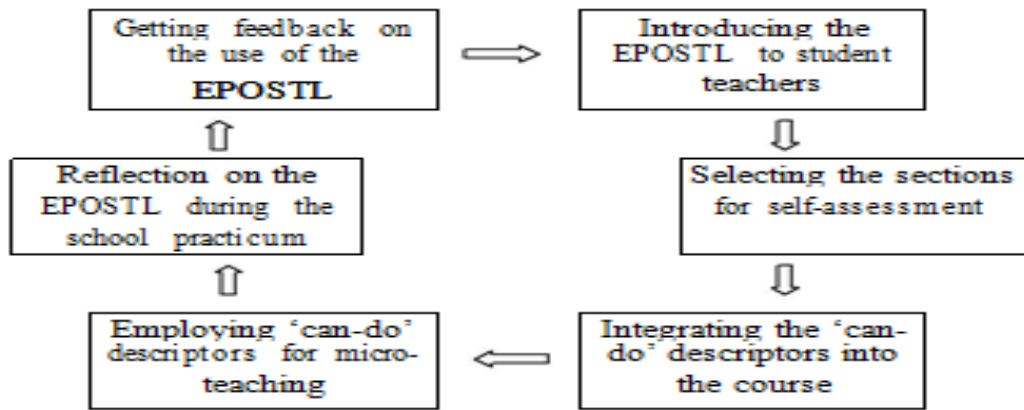 Getting feedback on
the use of the
EPOSTL
Introducing the
EPOSTL to student
teachers
Selecting the sections
for self-assessment
Integrating the ‘can-
do’ descriptors into
the course
Employing ‘can-do’
descriptors for micro-
teaching
Reflection on the
EPOSTL during the
school practicum